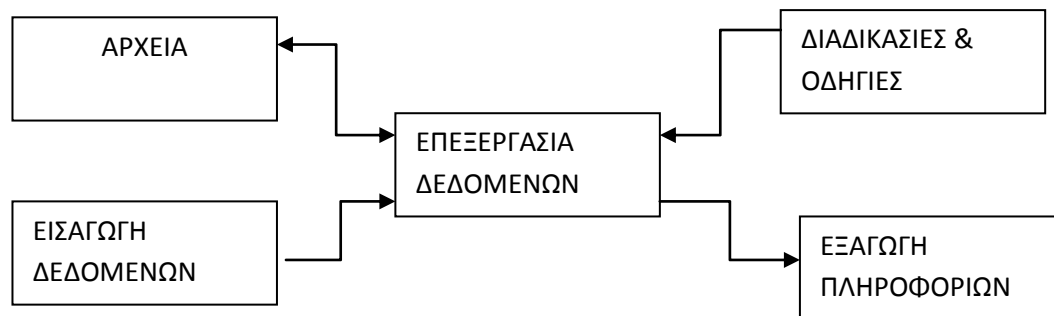 ΑΡΧΕΙΑ
ΔΙΑΔΙΚΑΣΙΕΣ &
ΟΔΗΓΙΕΣ
ΕΠΕΞΕΡΓΑΣΙΑ
ΔΕΔΟΜΕΝΩΝ
ΕΙΣΑΓΩΓΗ
ΔΕΔΟΜΕΝΩΝ
ΕΞΑΓΩΓΗ
ΠΛΗΡΟΦΟΡΙΩΝ